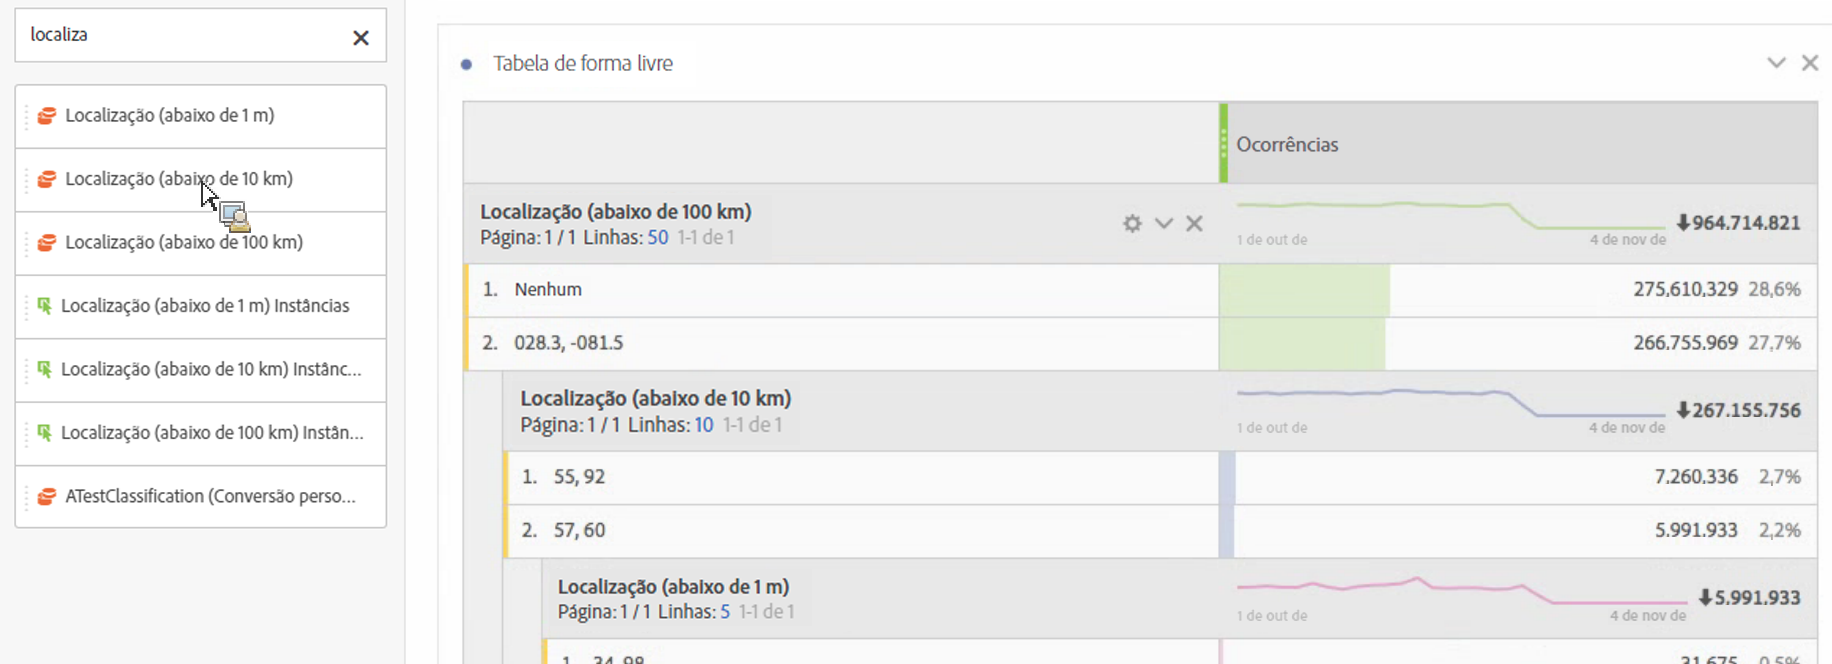 localiza
Localização (abaixo de 1 m)
Localização (abaixo de 10 km)
Localização (abaixo de 100 km)
Localização (abaixo de 1 m) Instâncias
Localização (abaixo de 10 km) Instânc...
Localização (abaixo de 100 km) Instân...
ATestClassification (Conversão perso...
Tabela de forma livre
Ocorrências
Localização (abaixo de 100 km)
Página: 1 / 1 Linhas: 50 1-1 de 1
1 de out de 4 de nov de 964.714.821
1. Nenhum 275,610,329 28,6%
2. 028.3, -081.5 266.755.969 27,7%
Localização (abaixo de 10 km)
Página: 1 / 1 Linhas: 10 1-1 de 1
1 de out de 4 de nov de 267.155.756
1. 55, 92 7.260.336 2,7%
2. 57, 60 5.991.933 2,2%
Localização (abaixo de 1 m)
Página: 1 / 1 Linhas: 5 1-1 de 1
1 de out de 4 de nov de 5.991.933
1. 34, 98 31.675 0,5%